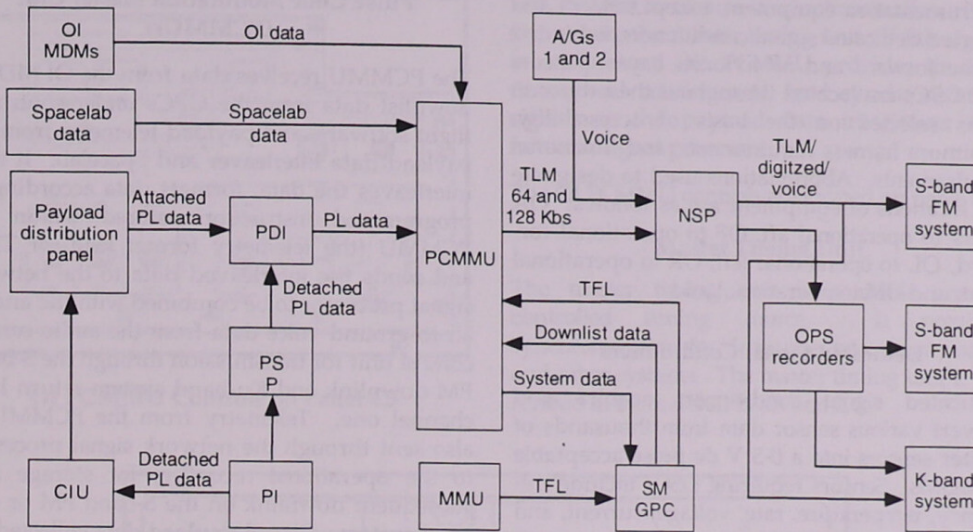 OI
MDMs
OI data
A/Gs
1 and 2
Spacelab
data
Spacelab
data
Voice
TLM/
digitzed/
voice
Payload
distribution
panel
Attached
PL data
PDI
PL data
PCMMU
TLM
64 and
128 Kbs
NSP
S-band
FM
system
Detached
PL data
TFL
Downlist data
System data
OPS
recorders
S-band
FM
system
PS
P
CIU
Detached
PL data
PI
MMU
TFL
SM
GPC
K-band
system